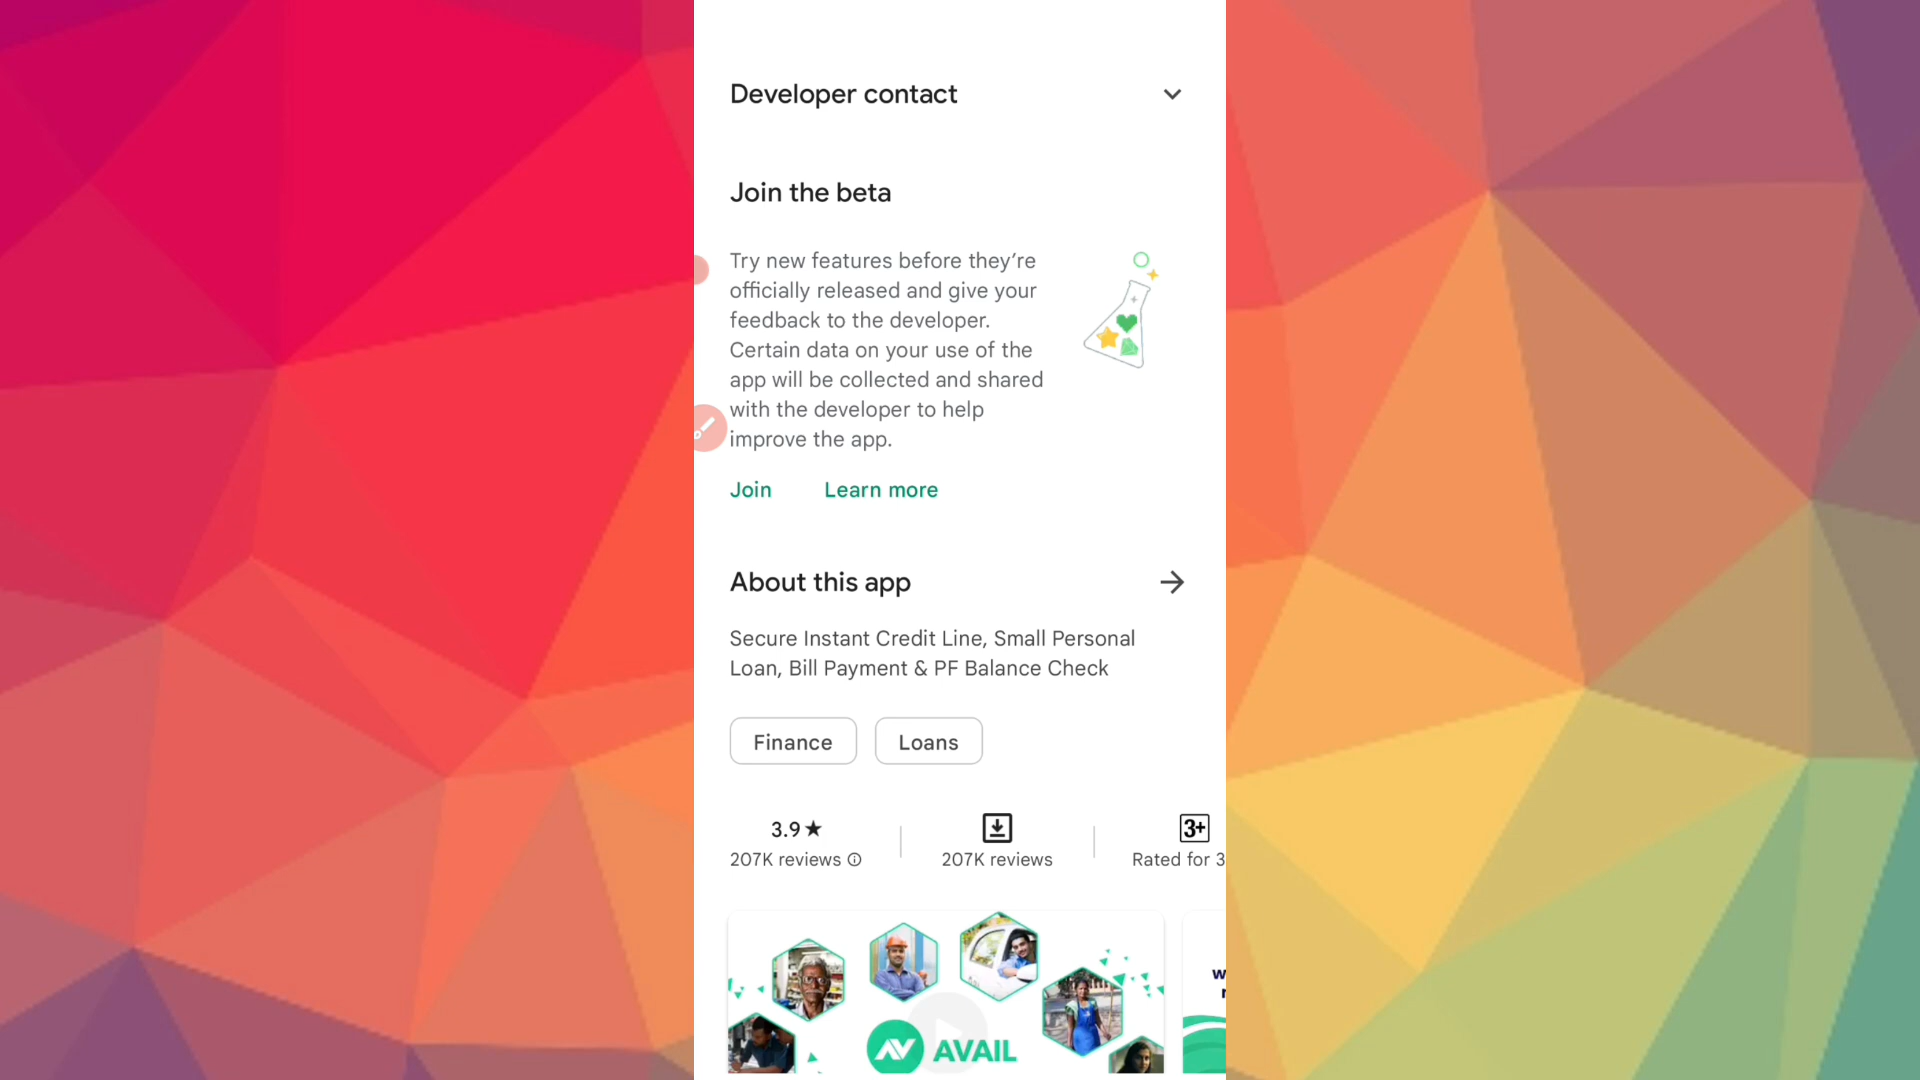 Developer contact
Join the beta
Try new features before they're
officially released and give your
feedback to the developer.
Certain data on your use of the
app will be collected and shared
with the developer to help
improve the app.
Join Learn more
About this app
Secure Instant Credit Line, Small Personal
Loan, Bill Payment & PF Balance Check
Finance Loans
3.9★ 3+
207K reviews 207K reviews Rated for 3
AVAIL